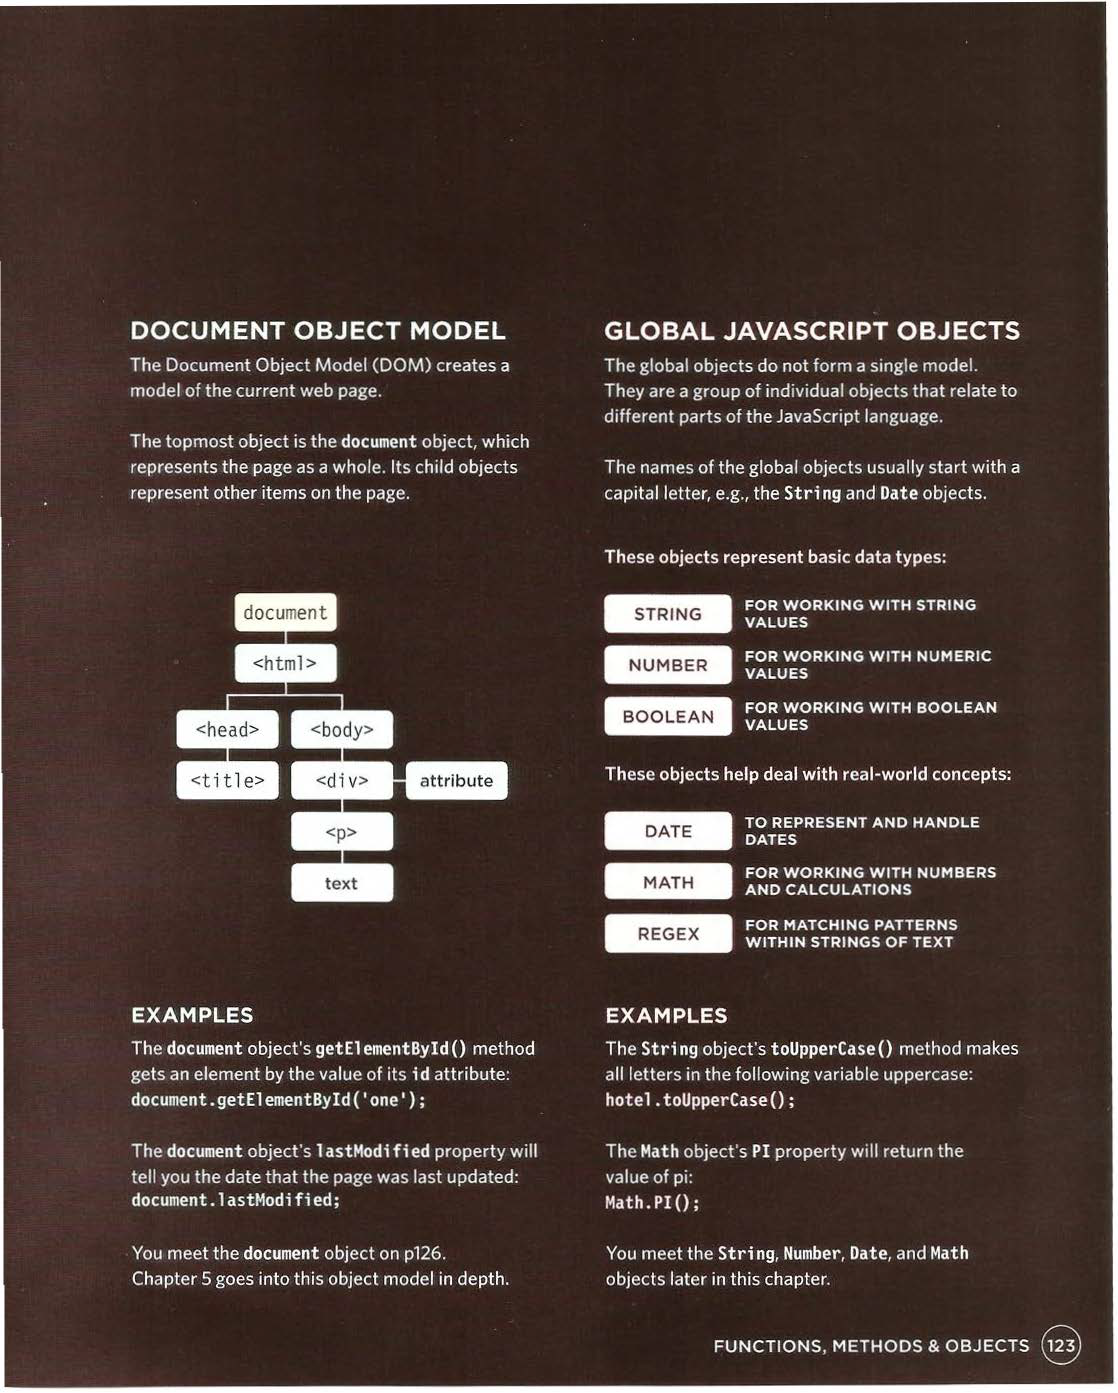 DOCUMENT OBJECT MODEL
The Document Object Model (DOM) creates a
model of the current web page.
The topmost object is the document object, which
represents the page as a whole. Its child objects
represent other items on the page.
document
<html>
<head>
<body>
<title>
<div>
attribute
<p>
text
EXAMPLES
The document object's getElementById() method
gets an element by the value of its id attribute:
document.getElementById('one');
The document object's lastModified property will
tell you the date that the page was last updated:
document.lastModified;
You meet the document object on p126.
Chapter 5 goes into this object model in depth.
GLOBAL JAVASCRIPT OBJECTS
The global objects do not form a single model.
They are a group of individual objects that relate to
different parts of the JavaScript language.
The names of the global objects usually start with a
capital letter, e.g., the String and Date objects.
These objects represent basic data types:
STRING
FOR WORKING WITH STRING
VALUES
NUMBER
FOR WORKING WITH NUMERIC
VALUES
BOOLEAN
FOR WORKING WITH BOOLEAN
VALUES
These objects help deal with real-world concepts:
DATE
TO REPRESENT AND HANDLE
DATES
MATH
FOR WORKING WITH NUMBERS
AND CALCULATIONS
REGEX
FOR MATCHING PATTERNS
WITHIN STRINGS OF TEXT
EXAMPLES
The String object's toUpperCase() method makes
all letters in the following variable uppercase:
hotel.toUpperCase();
The Math object's PI property will return the
value of pi:
Math.PI();
You meet the String, Number, Date, and Math
objects later in this chapter.
FUNCTIONS, METHODS & OBJECTS 123